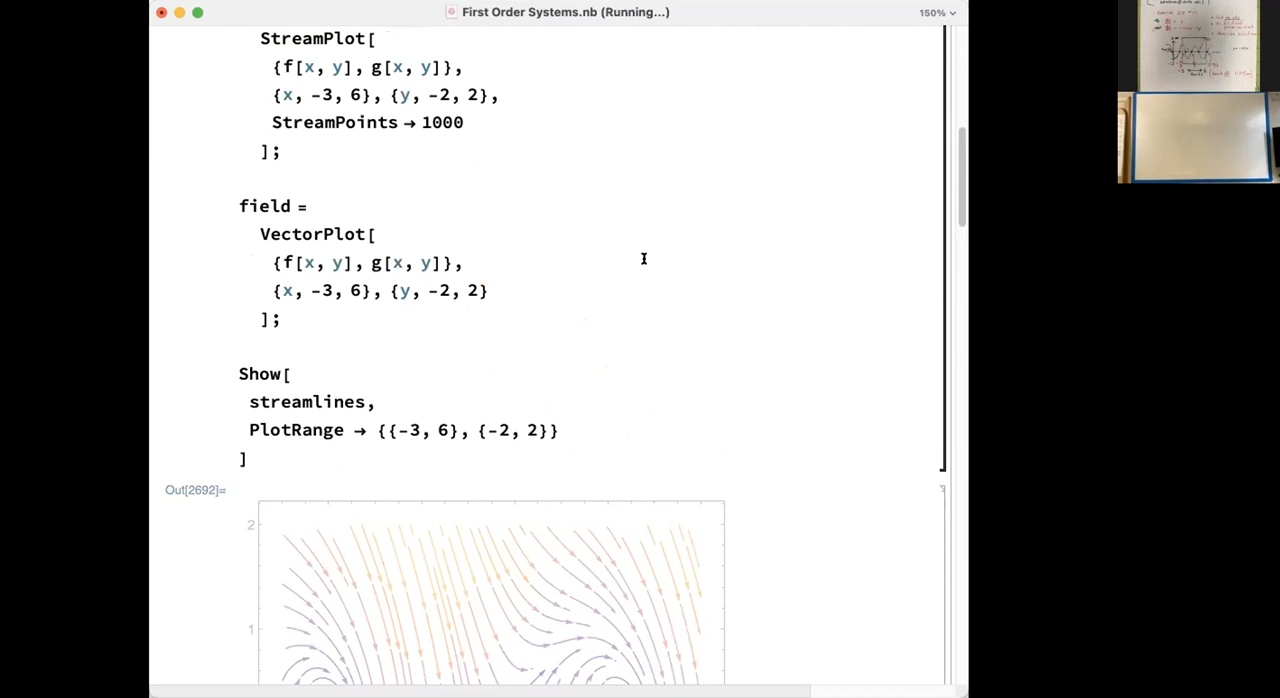 First Order Systems.nb (Running...)
150%
StreamPlot[
{f[x, y], g[x, y]},
{x, -3, 6}, {y, -2, 2},
StreamPoints → 1000
];
field =
VectorPlot[
{f[x, y], g[x, y]},
{x, -3, 6}, {y, -2, 2}
];
Show[
streamlines,
PlotRange → {{-3, 6}, {-2, 2}}
]
Out[2692]=
2
1